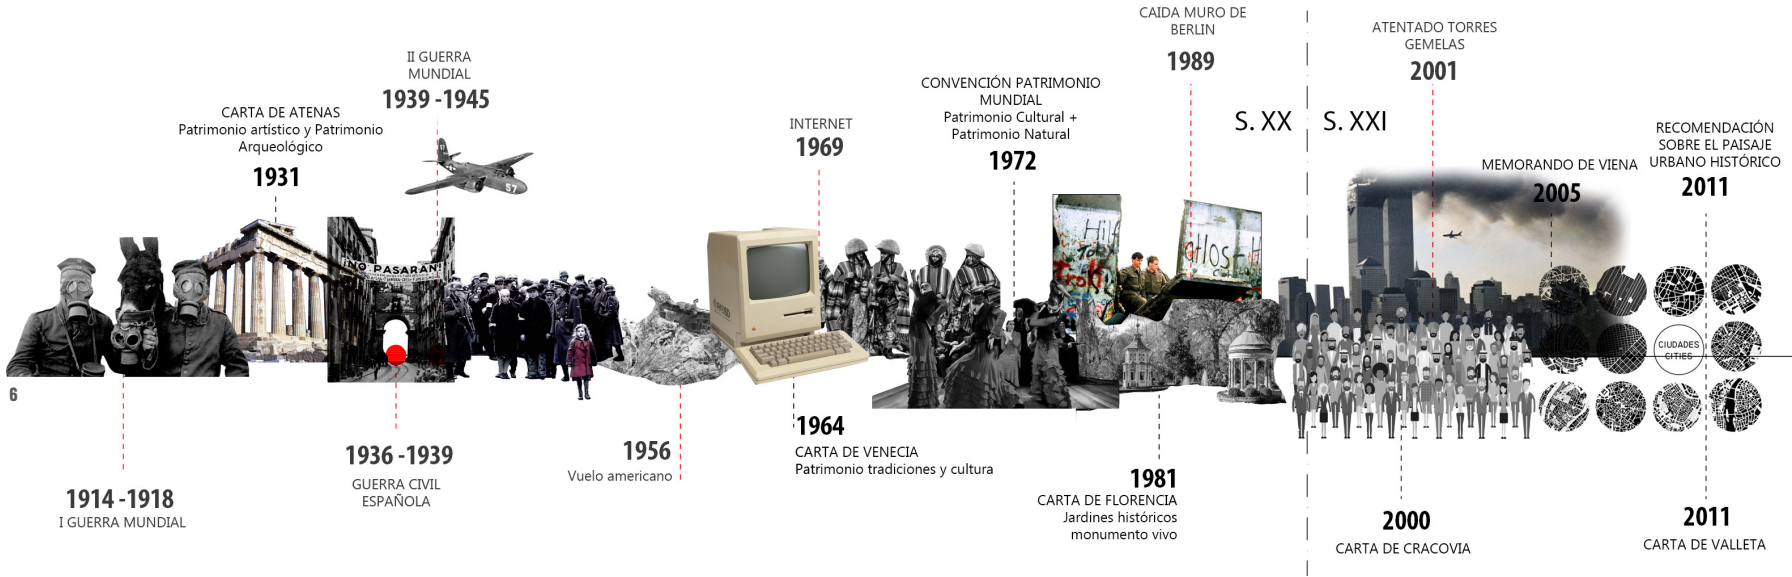 CARTA DE ATENAS
Patrimonio artístico y Patrimonio
Arqueológico
1931
II GUERRA
MUNDIAL
1939 -1945
57
¡NO PASARAN!
INTERNET
1969
CONVENCIÓN PATRIMONIO
MUNDIAL
Patrimonio Cultural +
Patrimonio Natural
1972
CAIDA MURO DE
BERLIN
1989
S. XX
S. XXI
ATENTADO TORRES
GEMELAS
2001
MEMORANDO DE VIENA
2005
RECOMENDACIÓN
SOBRE EL PAISAJE
URBANO HISTÓRICO
2011
CIUDADES
CITIES
6
1914 -1918
I GUERRA MUNDIAL
1936 -1939
GUERRA CIVIL
ESPAÑOLA
1956
Vuelo americano
1964
CARTA DE VENECIA
Patrimonio tradiciones y cultura
1981
CARTA DE FLORENCIA
Jardines históricos
monumento vivo
2000
CARTA DE CRACOVIA
2011
CARTA DE VALLETA